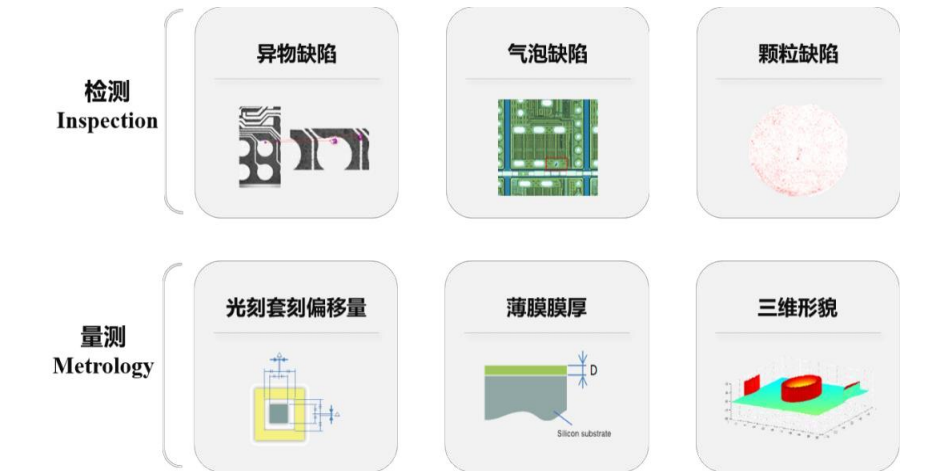 检测
Inspection
异物缺陷
气泡缺陷
颗粒缺陷
量测
Metrology
光刻套刻偏移量
薄膜膜厚
D
Silicon substrate
三维形貌